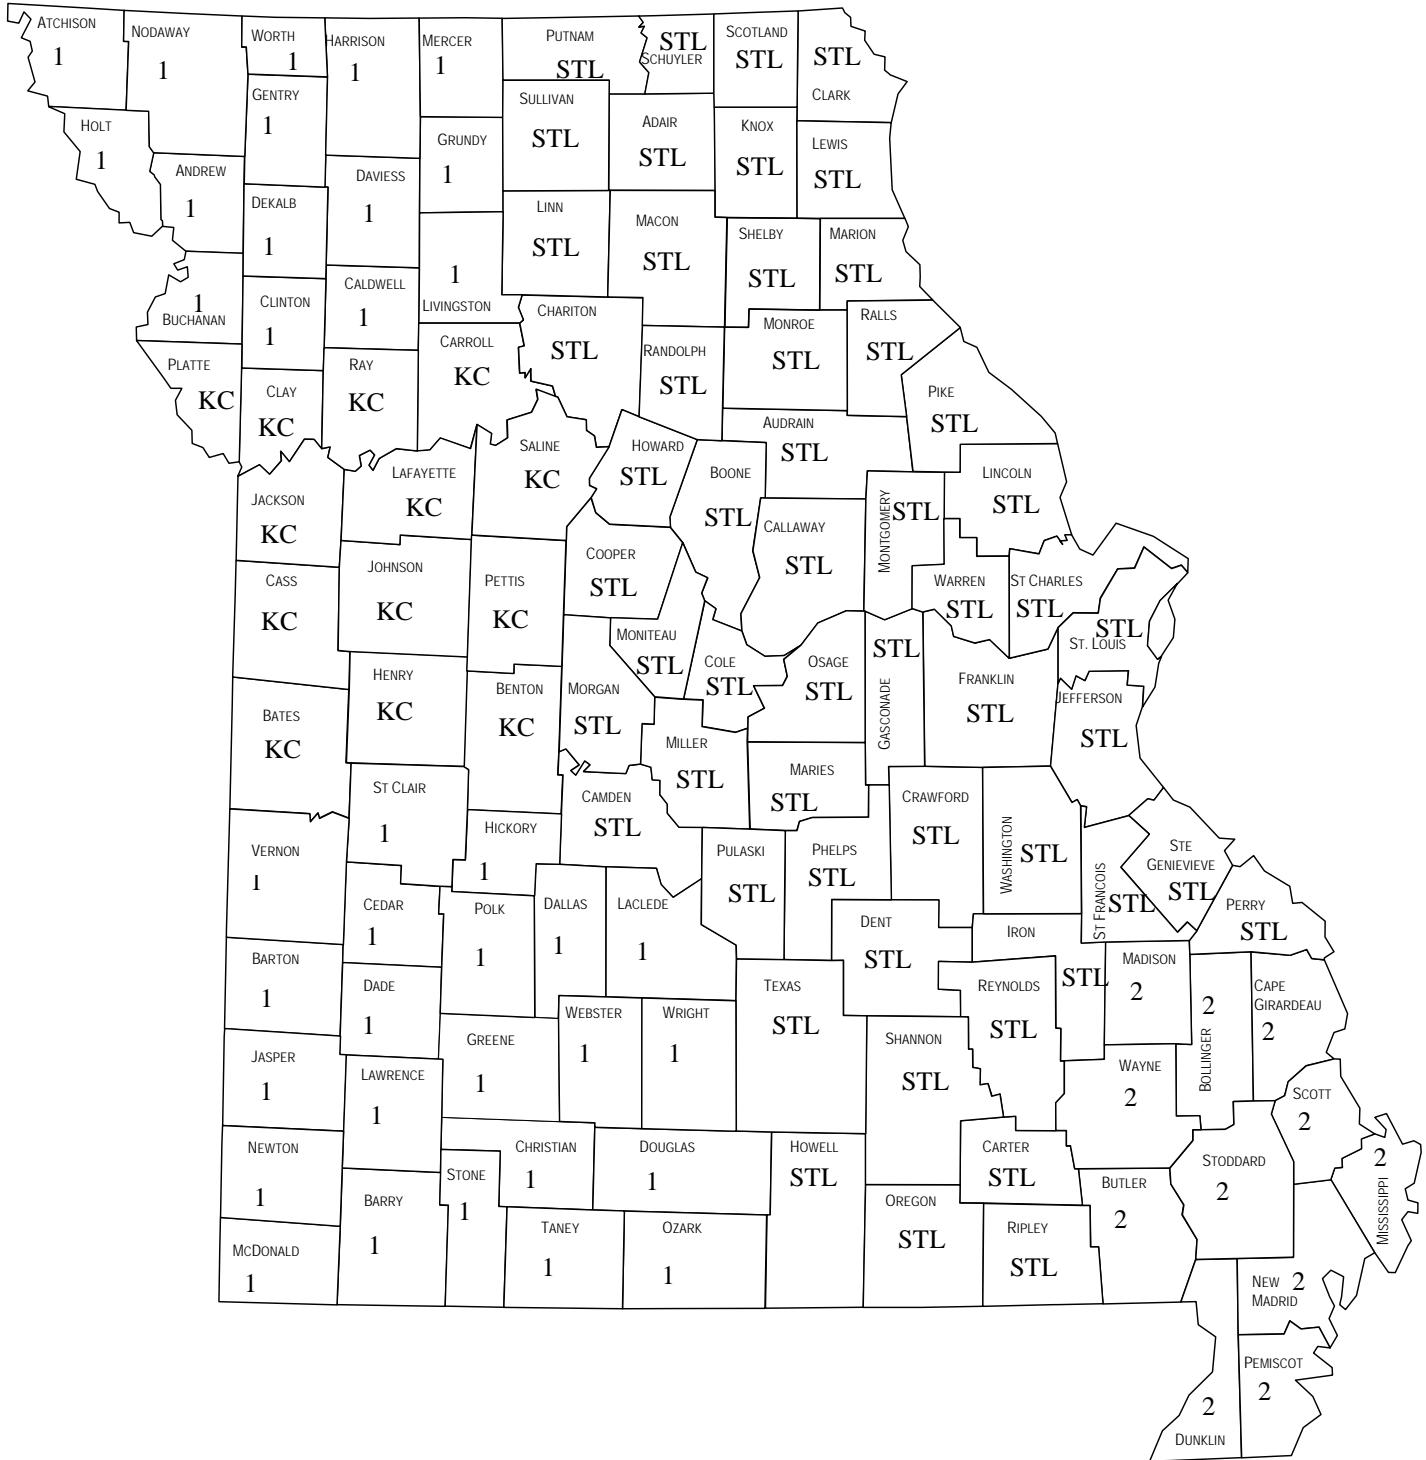 ATCHISON
1
NODAWAY
1
WORTH
1
HARRISON
1
MERCER
1
PUTNAM
STL
STL
SCHUYLER
SCOTLAND
STL
STL
CLARK
HOLT
1
GENTRY
1
ANDREW
1
DEKALB
1
DAVIESS
1
GRUNDY
1
SULLIVAN
STL
ADAIR
STL
KNOX
STL
LEWIS
STL
LINN
STL
MACON
STL
SHELBY
STL
MARION
STL
1
BUCHANAN
CLINTON
1
CALDWELL
1
1
LIVINGSTON
CHARITON
STL
RANDOLPH
STL
MONROE
STL
RALLS
STL
PLATTE
KC
CLAY
KC
RAY
KC
CARROLL
KC
PIKE
STL
AUDRAIN
STL
SALINE
KC
HOWARD
STL
BOONE
STL
LAFAYETTE
KC
JACKSON
KC
CALLAWAY
STL
MONTGOMERY
STL
LINCOLN
STL
COOPER
STL
CASS
KC
JOHNSON
KC
PETTIS
KC
WARREN
STL
ST CHARLES
STL
STL
ST. LOUIS
MONITEAU
STL
COLE
STL
OSAGE
STL
STL
GASCONADE
FRANKLIN
STL
JEFFERSON
STL
BATES
KC
HENRY
KC
BENTON
KC
MORGAN
STL
MILLER
STL
MARIES
STL
ST CLAIR
1
HICKORY
1
CAMDEN
STL
CRAWFORD
STL
WASHINGTON
STL
ST FRANCOIS
STL
STE
GENIEVIEVE
STL
VERNON
1
PULASKI
STL
PHELPS
STL
PERRY
STL
CEDAR
1
POLK
1
DALLAS
1
LACLEDE
1
DENT
STL
IRON
STL
MADISON
2
BARTON
1
DADE
1
TEXAS
STL
REYNOLDS
STL
2
BOLLINGER
CAPE
GIRARDEAU
2
WEBSTER
1
WRIGHT
1
GREENE
1
SHANNON
STL
JASPER
1
LAWRENCE
1
WAYNE
2
SCOTT
2
NEWTON
1
STONE
1
CHRISTIAN
1
DOUGLAS
1
HOWELL
STL
CARTER
STL
STODDARD
2
2
MISSISSIPPI
BARRY
1
BUTLER
2
OREGON
STL
RIPLEY
STL
MCDONALD
1
TANEY
1
OZARK
1
NEW
MADRID
2
PEMISCOT
2
2
DUNKLIN